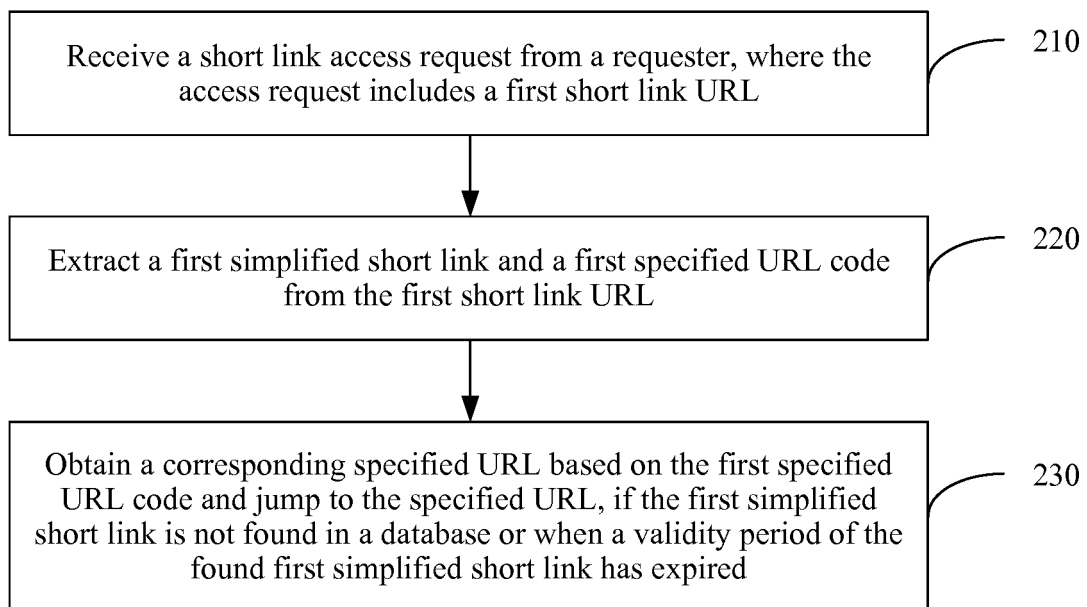 Receive a short link access request from a requester, where the
access request includes a first short link URL
210
Extract a first simplified short link and a first specified URL code
from the first short link URL
220
Obtain a corresponding specified URL based on the first specified
URL code and jump to the specified URL, if the first simplified
short link is not found in a database or when a validity period of the
found first simplified short link has expired
230